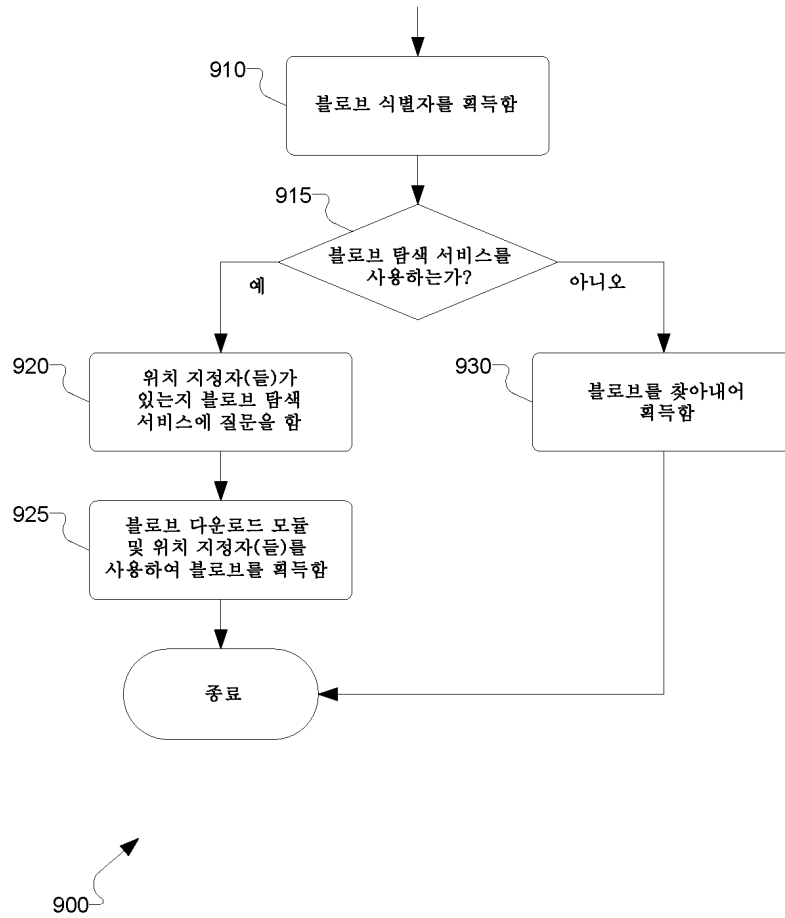 910
블로브 식별자를 획득함
915
블로브 탐색 서비스를
사용하는가?
예
아니오
920
위치 지정자(들)가
있는지 블로브 탐색
서비스에 질문을 함
930
블로브를 찾아내어
획득함
925
블로브 다운로드 모듈
및 위치 지정자(들)를
사용하여 블로브를 획득함
종료
900